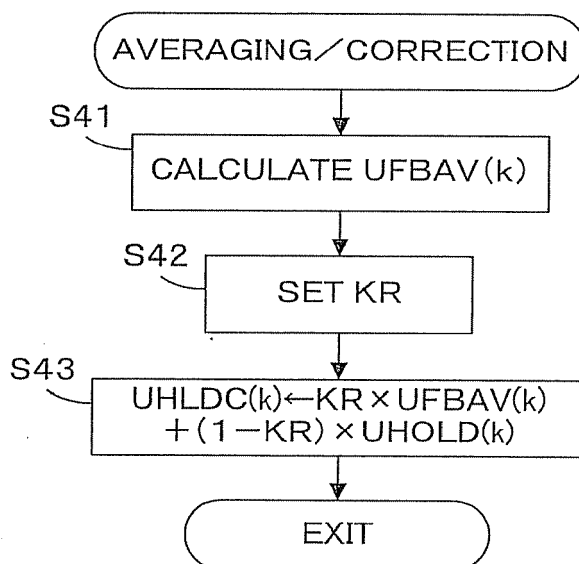 AVERAGING/CORRECTION
S41
CALCULATE UFBAV(k)
S42
SET KR
S43
UHLDC(k)←KR×UFBAV(k)
+(1−KR)×UHOLD(k)
EXIT